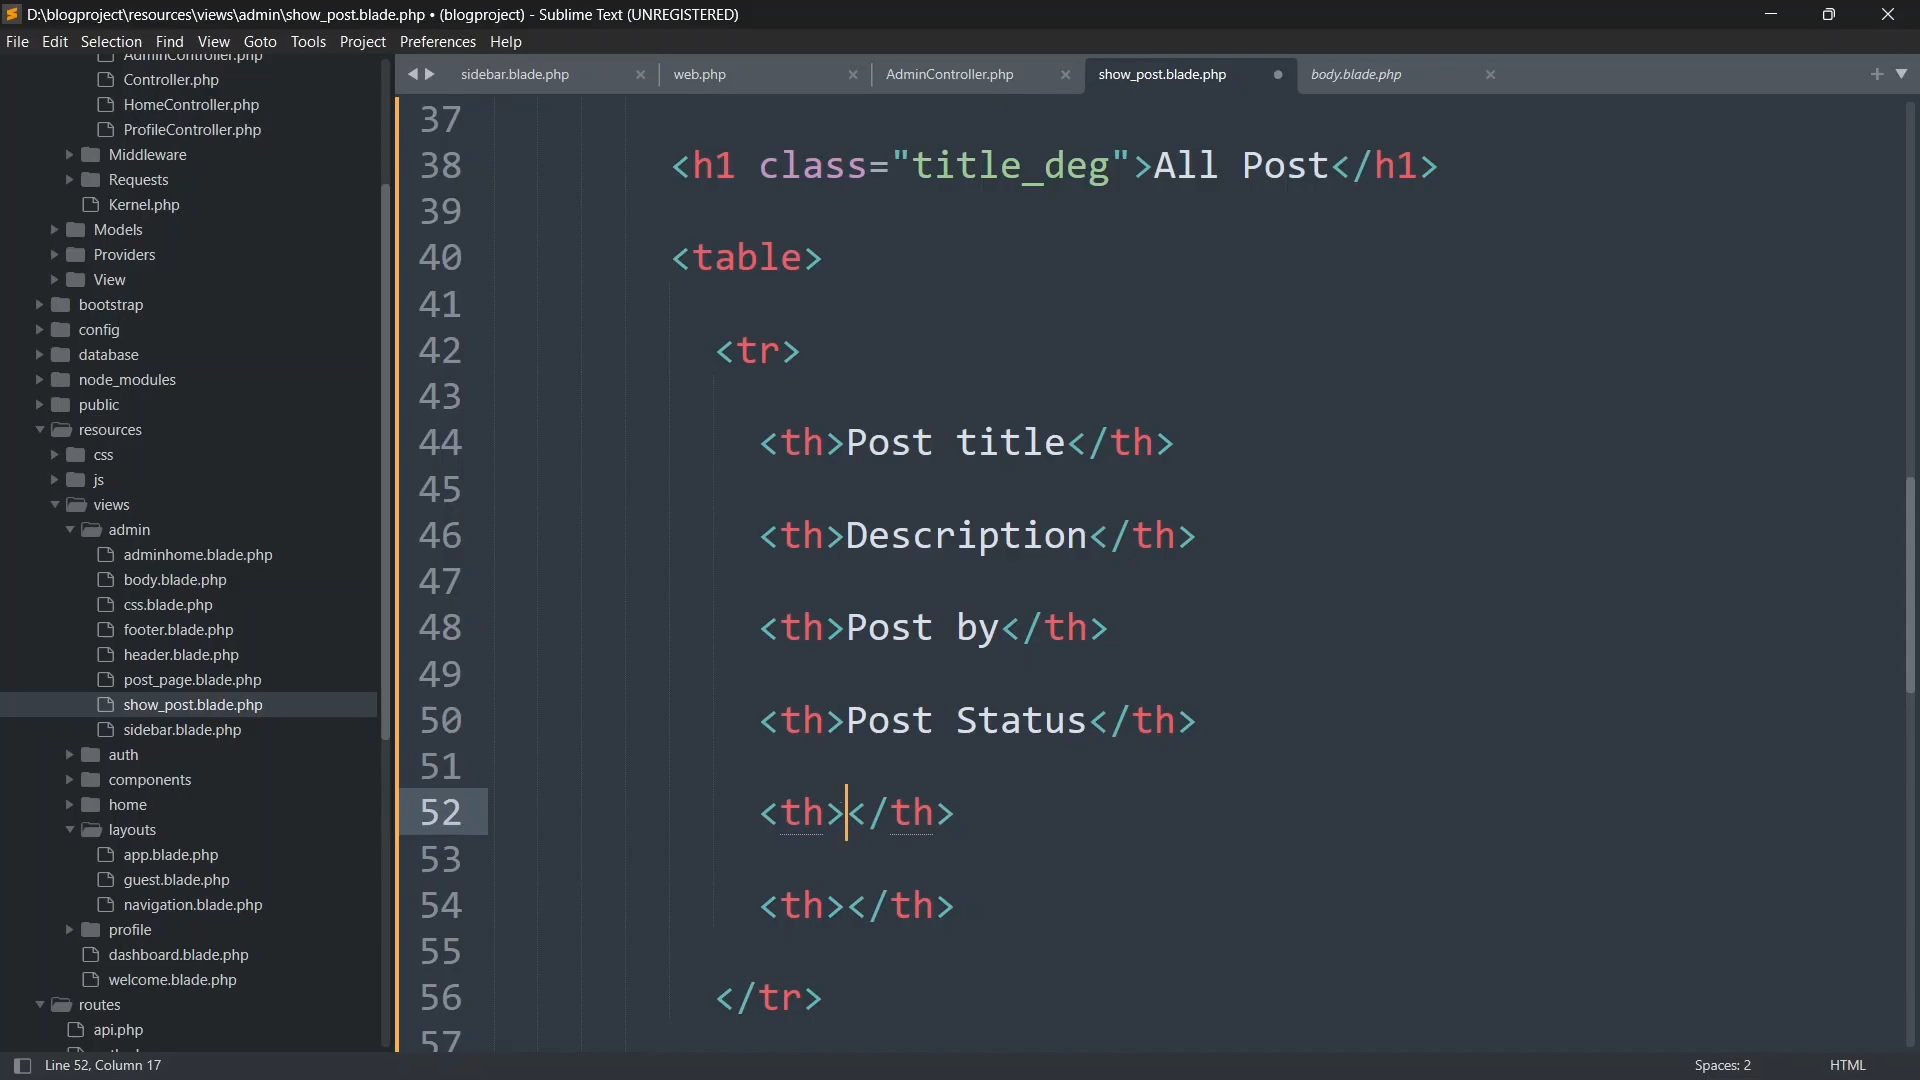 D:\blogproject\resources\views\admin\show_post.blade.php • (blogproject) - Sublime Text (UNREGISTERED)
File Edit Selection Find View Goto Tools Project Preferences Help
sidebar.blade.php web.php AdminController.php show_post.blade.php body.blade.php
AdminController.php
Controller.php
HomeController.php
ProfileController.php
Middleware
Requests
Kernel.php
Models
Providers
View
bootstrap
config
database
node_modules
public
resources
css
js
views
admin
adminhome.blade.php
body.blade.php
css.blade.php
footer.blade.php
header.blade.php
post_page.blade.php
show_post.blade.php
sidebar.blade.php
auth
components
home
layouts
app.blade.php
guest.blade.php
navigation.blade.php
profile
dashboard.blade.php
welcome.blade.php
routes
api.php
37
38 <h1 class="title_deg">All Post</h1>
39
40 <table>
41
42 <tr>
43
44 <th>Post title</th>
45
46 <th>Description</th>
47
48 <th>Post by</th>
49
50 <th>Post Status</th>
51
52 <th></th>
53
54 <th></th>
55
56 </tr>
57
Line 52, Column 17
Spaces: 2
HTML